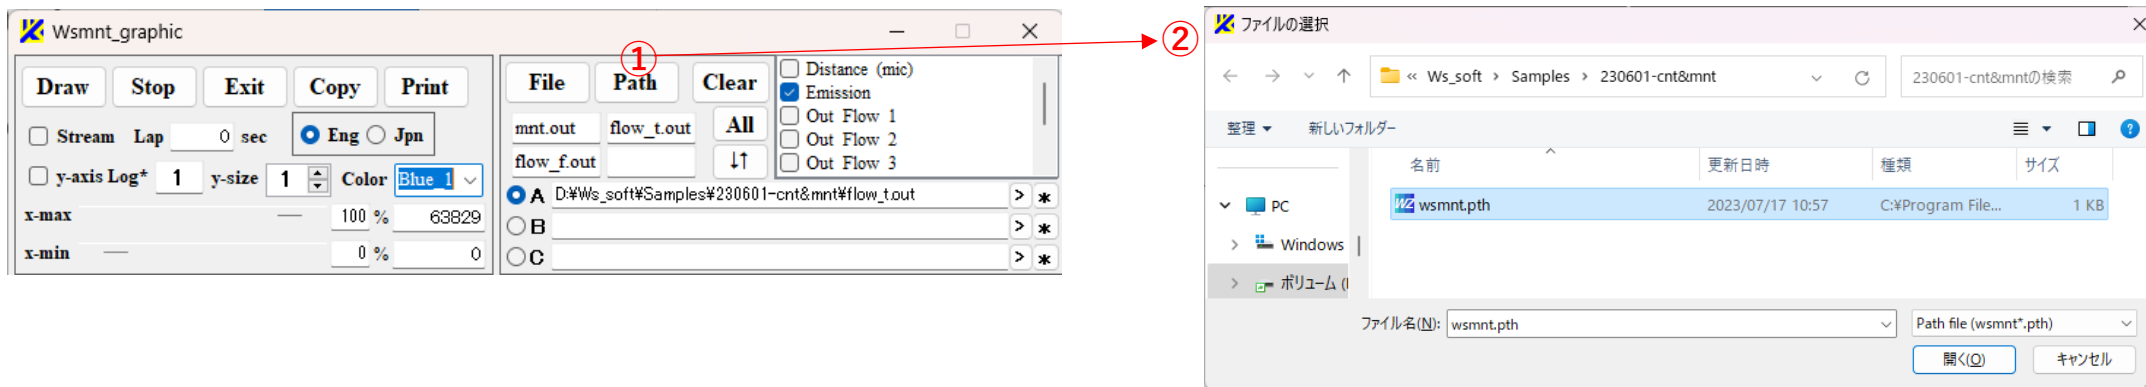 Wsmnt_graphic
①
Draw Stop Exit Copy Print
Stream Lap 0 sec Eng Jpn
y-axis Log* 1 y-size 1 Color Blue_1
x-max 100 % 63829
x-min 0 % 0
File Path Clear
mnt.out flow_t.out All
flow_f.out ↓↑
Distance (mic)
Emission
Out Flow 1
Out Flow 2
Out Flow 3
A D:¥Ws_soft¥Samples¥230601-cnt&mnt¥flow_t.out > *
B > *
C > *
②
ファイルの選択
« Ws_soft › Samples › 230601-cnt&mnt
230601-cnt&mntの検索
整理 新しいフォルダー
名前 更新日時 種類 サイズ
wsmnt.pth 2023/07/17 10:57 C:¥Program File... 1 KB
PC
Windows
ボリューム (
ファイル名(N): wsmnt.pth Path file (wsmnt*.pth)
開く(O) キャンセル